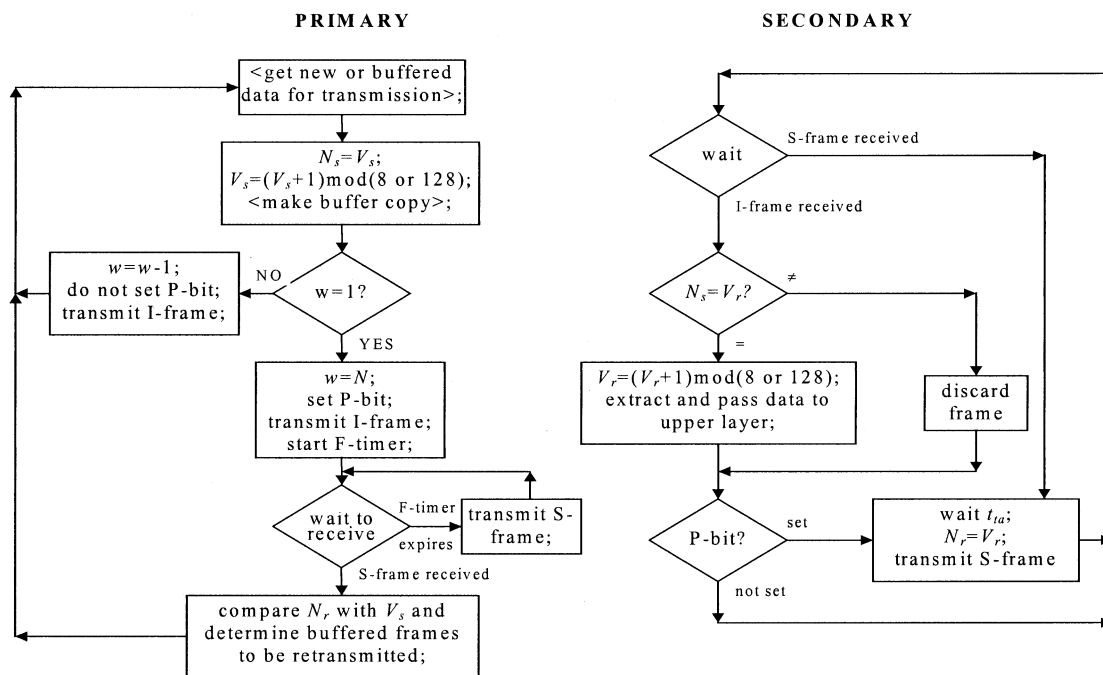 PRIMARY
<get new or buffered
data for transmission>;
Ns=Vs;
Vs=(Vs+1)mod(8 or 128);
<make buffer copy>;
w=1?
NO
w=w-1;
do not set P-bit;
transmit I-frame;
YES
w=N;
set P-bit;
transmit I-frame;
start F-timer;
wait to
receive
F-timer
expires
transmit S-
frame;
S-frame received
compare Nr with Vs and
determine buffered frames
to be retransmitted;
SECONDARY
wait
S-frame received
I-frame received
Ns=Vr?
≠
=
Vr=(Vr+1)mod(8 or 128);
extract and pass data to
upper layer;
discard
frame
P-bit?
set
not set
wait tta;
Nr=Vr;
transmit S-frame